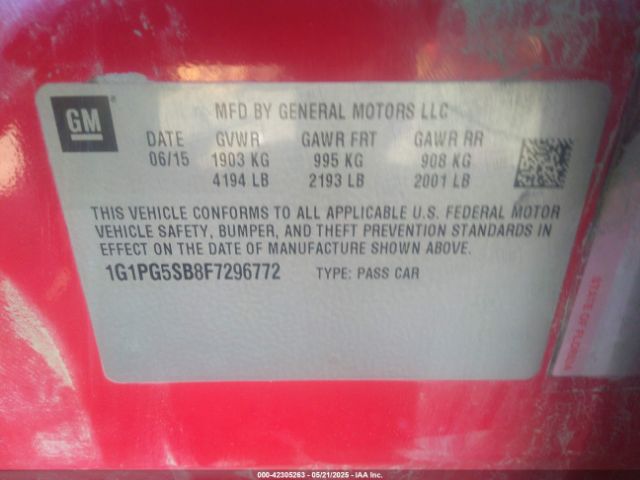 GM
MFD BY GENERAL MOTORS LLC
DATE GVWR GAWR FRT GAWR RR
06/15 1903 KG 995 KG 908 KG
4194 LB 2193 LB 2001 LB
THIS VEHICLE CONFORMS TO ALL APPLICABLE U.S. FEDERAL MOTOR
VEHICLE SAFETY, BUMPER, AND THEFT PREVENTION STANDARDS IN
EFFECT ON THE DATE OF MANUFACTURE SHOWN ABOVE.
1G1PG5SB8F7296772 TYPE: PASS CAR
STATE OF FLORIDA
000-42305263 - 05/21/2025 - IAA Inc.